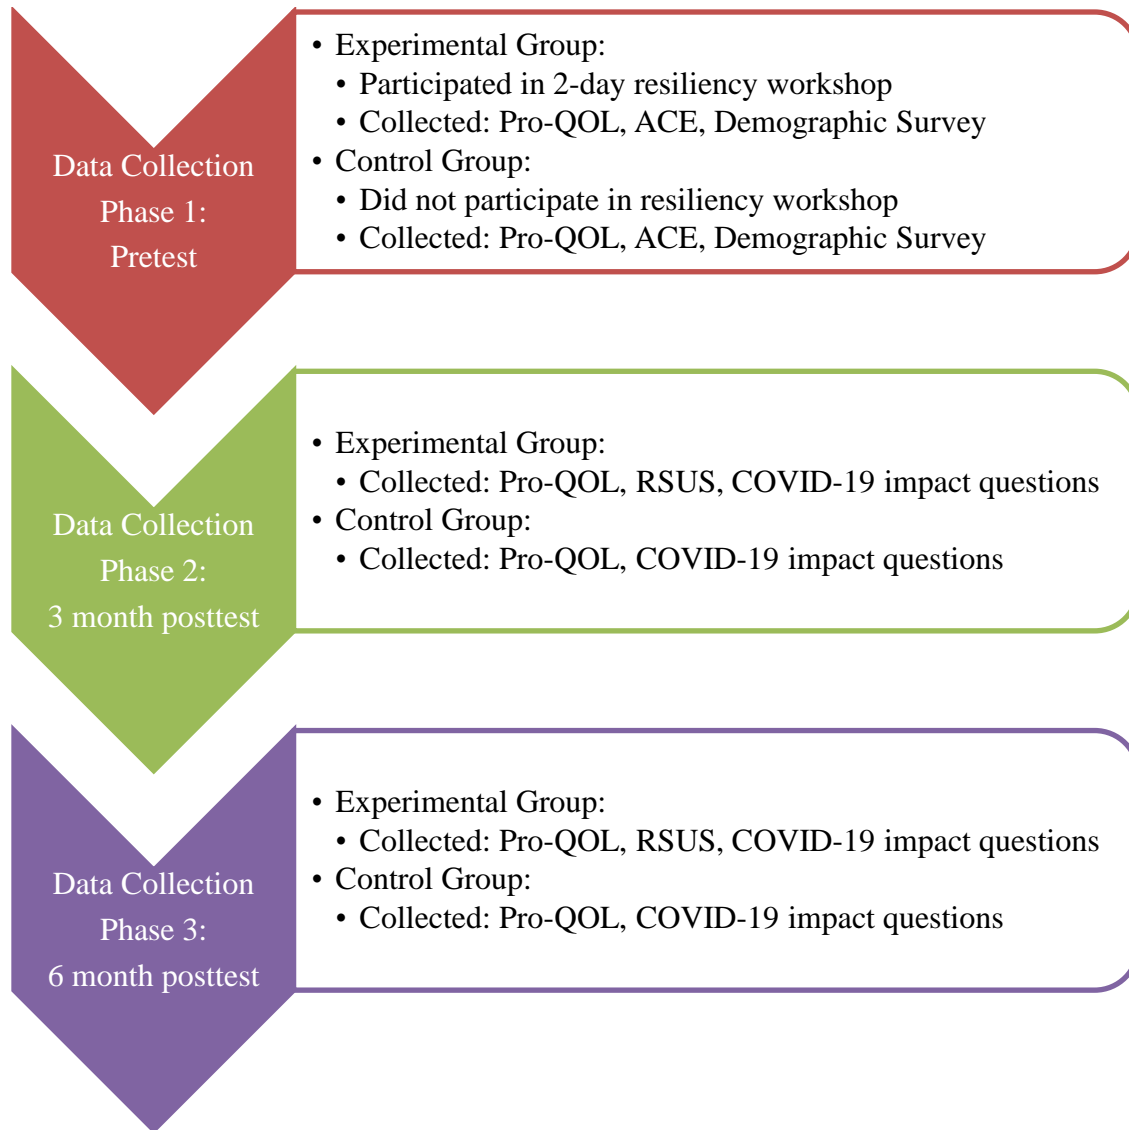 Data Collection
Phase 1:
Pretest
• Experimental Group:
• Participated in 2-day resiliency workshop
• Collected: Pro-QOL, ACE, Demographic Survey
• Control Group:
• Did not participate in resiliency workshop
• Collected: Pro-QOL, ACE, Demographic Survey
Data Collection
Phase 2:
3 month posttest
• Experimental Group:
• Collected: Pro-QOL, RSUS, COVID-19 impact questions
• Control Group:
• Collected: Pro-QOL, COVID-19 impact questions
Data Collection
Phase 3:
6 month posttest
• Experimental Group:
• Collected: Pro-QOL, RSUS, COVID-19 impact questions
• Control Group:
• Collected: Pro-QOL, COVID-19 impact questions